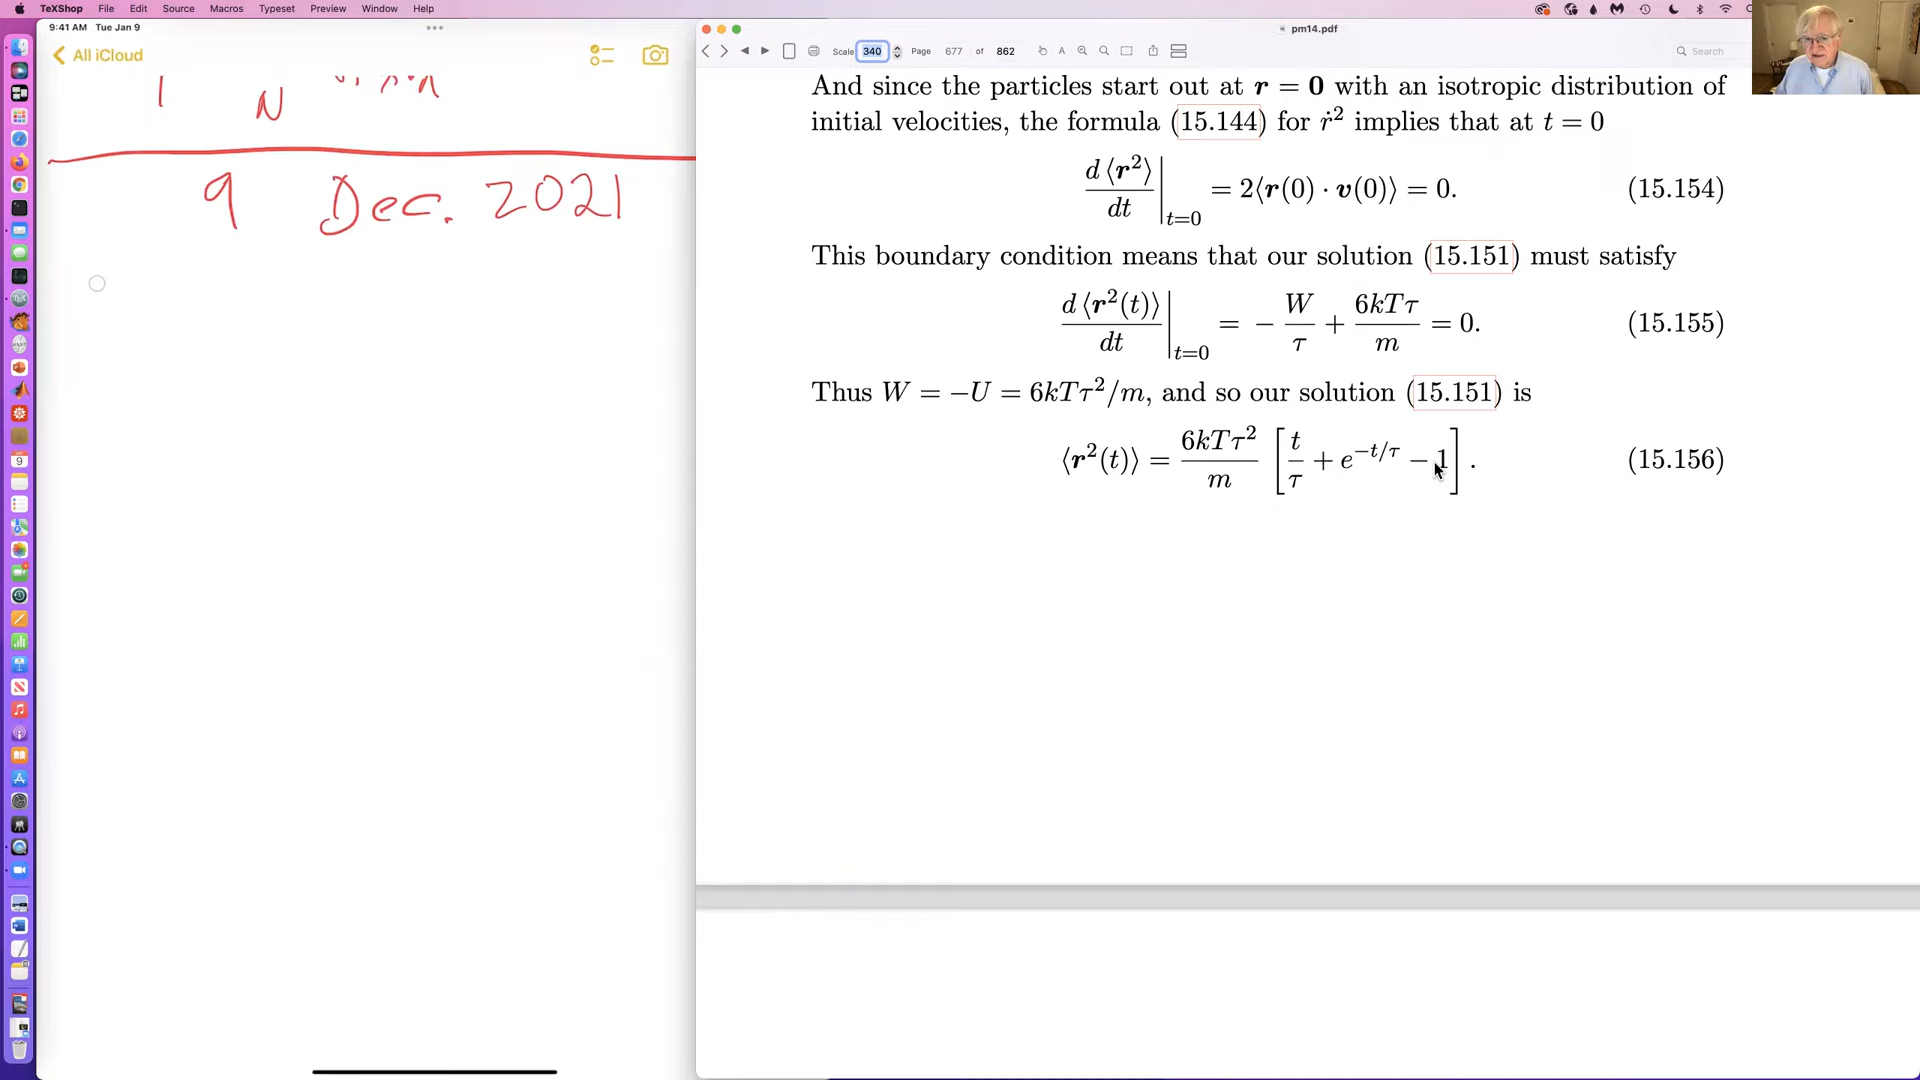 TeXShop File Edit Source Macros Typeset Preview Window Help
9:41 AM Tue Jan 9
All iCloud
N
9 Dec. 2021
pm14.pdf
Scale 340 Page 677 of 862 A Search
And since the particles start out at r = 0 with an isotropic distribution of
initial velocities, the formula (15.144) for ṙ² implies that at t = 0
d⟨r²⟩/dt |t=0 = 2⟨r(0) · v(0)⟩ = 0. (15.154)
This boundary condition means that our solution (15.151) must satisfy
d⟨r²(t)⟩/dt |t=0 = − W/τ + 6kTτ/m = 0. (15.155)
Thus W = −U = 6kTτ²/m, and so our solution (15.151) is
⟨r²(t)⟩ = 6kTτ²/m [t/τ + e^{−t/τ} − 1]. (15.156)